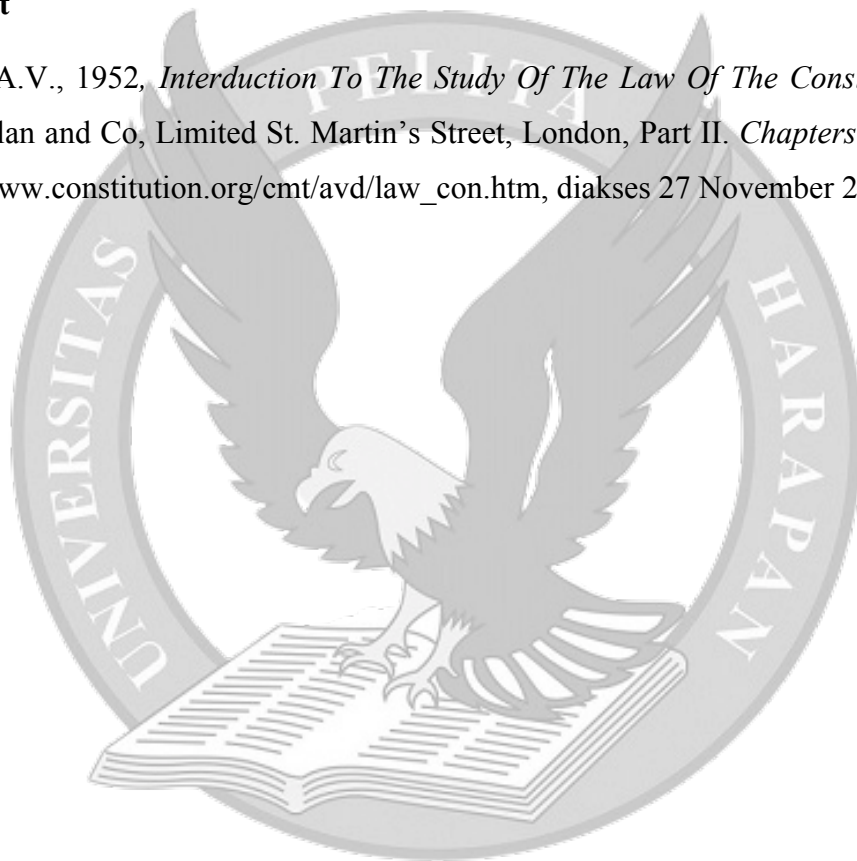 t
A.V., 1952, Interduction To The Study Of The Law Of The Cons
lan and Co, Limited St. Martin's Street, London, Part II. Chapters
ww.constitution.org/cmt/avd/law_con.htm, diakses 27 November 2
UNIVERSITAS PELITA HARAPAN